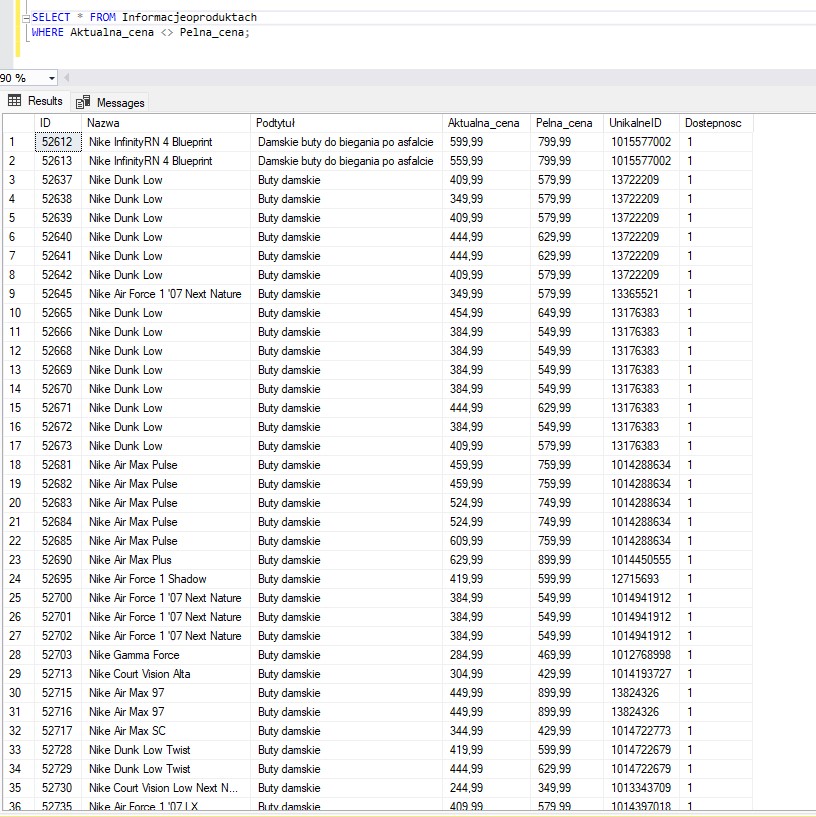 SELECT * FROM Informacjeoproduktach
WHERE Aktualna_cena <> Pelna_cena;
90 %
Results Messages
ID Nazwa Podtytuł Aktualna_cena Pelna_cena UnikalneID Dostepnosc
1 52612 Nike InfinityRN 4 Blueprint Damskie buty do biegania po asfalcie 599,99 799,99 1015577002 1
2 52613 Nike InfinityRN 4 Blueprint Damskie buty do biegania po asfalcie 559,99 799,99 1015577002 1
3 52637 Nike Dunk Low Buty damskie 409,99 579,99 13722209 1
4 52638 Nike Dunk Low Buty damskie 349,99 579,99 13722209 1
5 52639 Nike Dunk Low Buty damskie 409,99 579,99 13722209 1
6 52640 Nike Dunk Low Buty damskie 444,99 629,99 13722209 1
7 52641 Nike Dunk Low Buty damskie 444,99 629,99 13722209 1
8 52642 Nike Dunk Low Buty damskie 409,99 579,99 13722209 1
9 52645 Nike Air Force 1 '07 Next Nature Buty damskie 349,99 579,99 13365521 1
10 52665 Nike Dunk Low Buty damskie 454,99 649,99 13176383 1
11 52666 Nike Dunk Low Buty damskie 384,99 549,99 13176383 1
12 52668 Nike Dunk Low Buty damskie 384,99 549,99 13176383 1
13 52669 Nike Dunk Low Buty damskie 384,99 549,99 13176383 1
14 52670 Nike Dunk Low Buty damskie 384,99 549,99 13176383 1
15 52671 Nike Dunk Low Buty damskie 444,99 629,99 13176383 1
16 52672 Nike Dunk Low Buty damskie 384,99 549,99 13176383 1
17 52673 Nike Dunk Low Buty damskie 409,99 579,99 13176383 1
18 52681 Nike Air Max Pulse Buty damskie 459,99 759,99 1014288634 1
19 52682 Nike Air Max Pulse Buty damskie 459,99 759,99 1014288634 1
20 52683 Nike Air Max Pulse Buty damskie 524,99 749,99 1014288634 1
21 52684 Nike Air Max Pulse Buty damskie 524,99 749,99 1014288634 1
22 52685 Nike Air Max Pulse Buty damskie 609,99 759,99 1014288634 1
23 52690 Nike Air Max Plus Buty damskie 629,99 899,99 1014450555 1
24 52695 Nike Air Force 1 Shadow Buty damskie 419,99 599,99 12715693 1
25 52700 Nike Air Force 1 '07 Next Nature Buty damskie 384,99 549,99 1014941912 1
26 52701 Nike Air Force 1 '07 Next Nature Buty damskie 384,99 549,99 1014941912 1
27 52702 Nike Air Force 1 '07 Next Nature Buty damskie 384,99 549,99 1014941912 1
28 52703 Nike Gamma Force Buty damskie 284,99 469,99 1012768998 1
29 52713 Nike Court Vision Alta Buty damskie 304,99 429,99 1014193727 1
30 52715 Nike Air Max 97 Buty damskie 449,99 899,99 13824326 1
31 52716 Nike Air Max 97 Buty damskie 449,99 899,99 13824326 1
32 52717 Nike Air Max SC Buty damskie 344,99 429,99 1014722773 1
33 52728 Nike Dunk Low Twist Buty damskie 419,99 599,99 1014722679 1
34 52729 Nike Dunk Low Twist Buty damskie 444,99 629,99 1014722679 1
35 52730 Nike Court Vision Low Next N... Buty damskie 244,99 349,99 1013343709 1
36 52735 Nike Air Force 1 '07 LX Buty damskie 409,99 579,99 1014397018 1